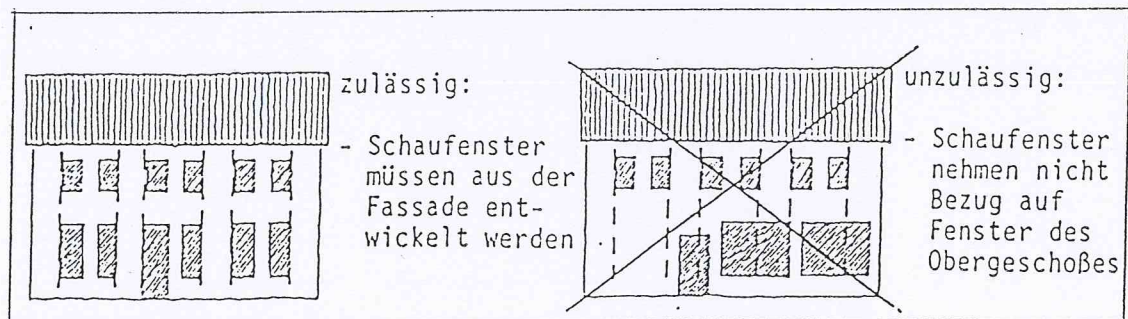 zulässig:
- Schaufenster
müssen aus der
Fassade ent-
wickelt werden
unzulässig:
- Schaufenster
nehmen nicht
Bezug auf
Fenster des
Obergeschoßes